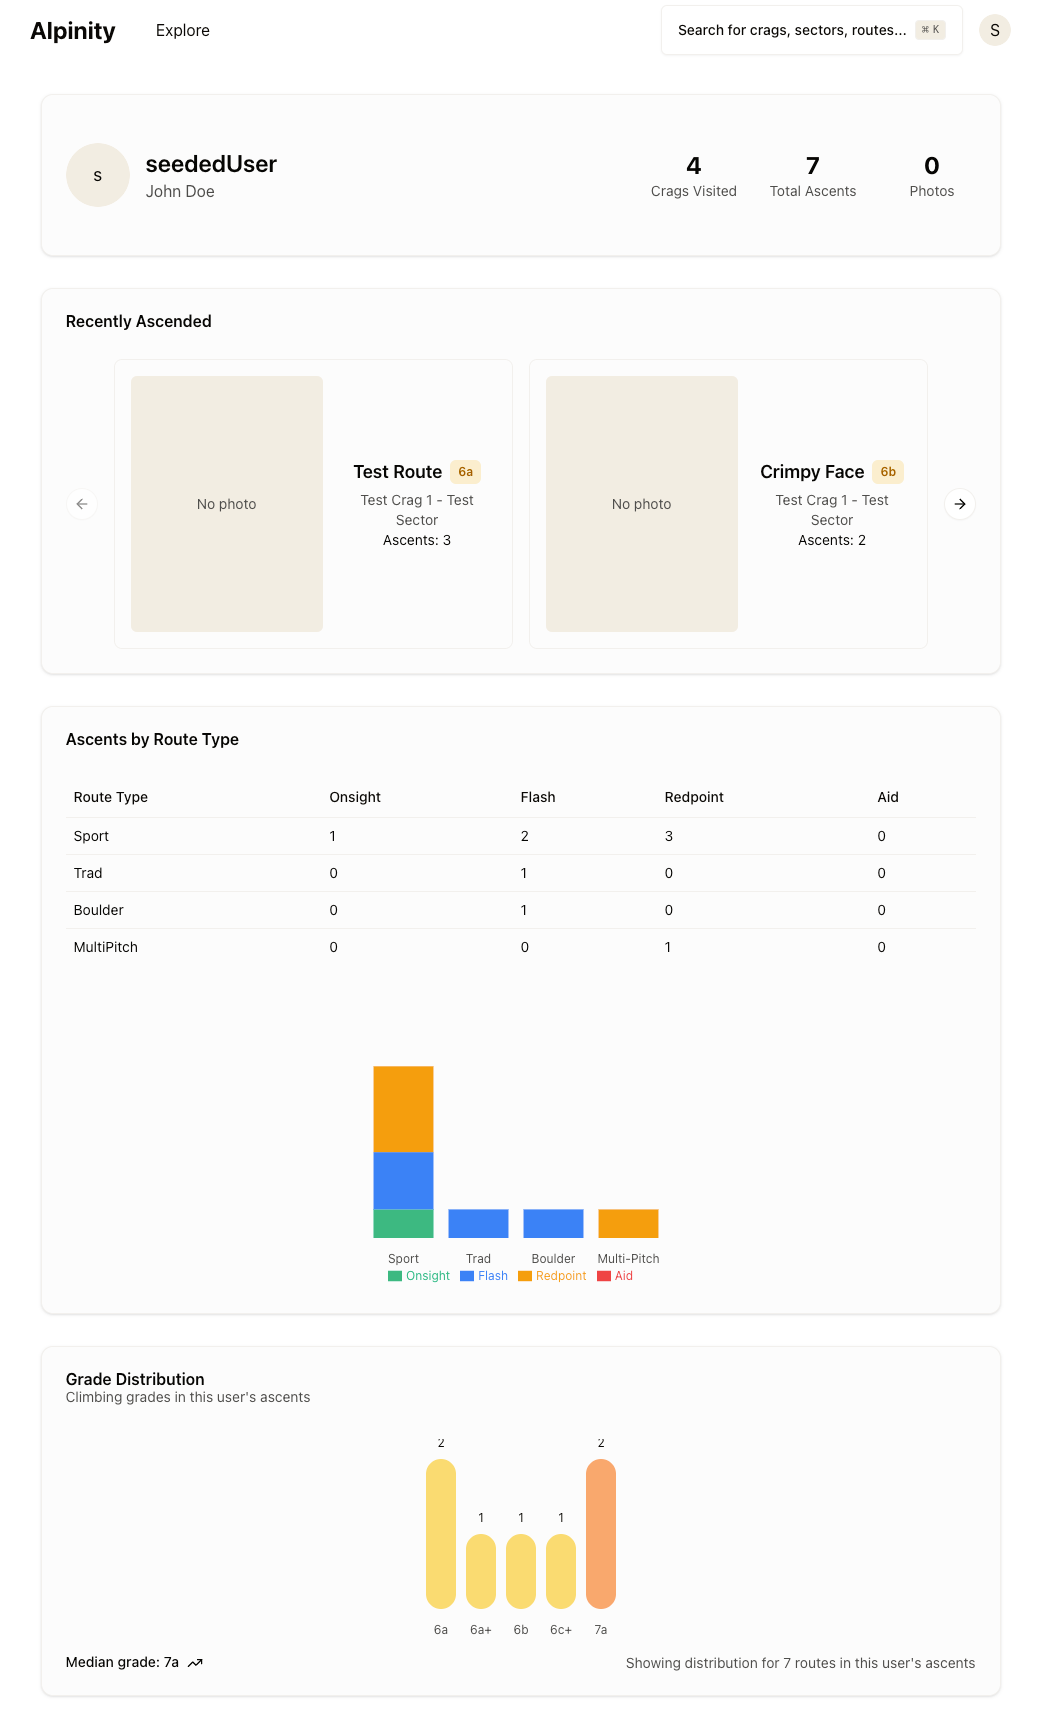 Alpinity
Explore
Search for crags, sectors, routes...
⌘ K
S
s
seededUser
John Doe
4
Crags Visited
7
Total Ascents
0
Photos
Recently Ascended
No photo
Test Route 6a
Test Crag 1 - Test
Sector
Ascents: 3
No photo
Crimpy Face 6b
Test Crag 1 - Test
Sector
Ascents: 2
Ascents by Route Type
Route Type Onsight Flash Redpoint Aid
Sport 1 2 3 0
Trad 0 1 0 0
Boulder 0 1 0 0
MultiPitch 0 0 1 0
Sport Trad Boulder Multi-Pitch
Onsight Flash Redpoint Aid
Grade Distribution
Climbing grades in this user's ascents
2 2
1 1 1
6a 6a+ 6b 6c+ 7a
Median grade: 7a
Showing distribution for 7 routes in this user's ascents